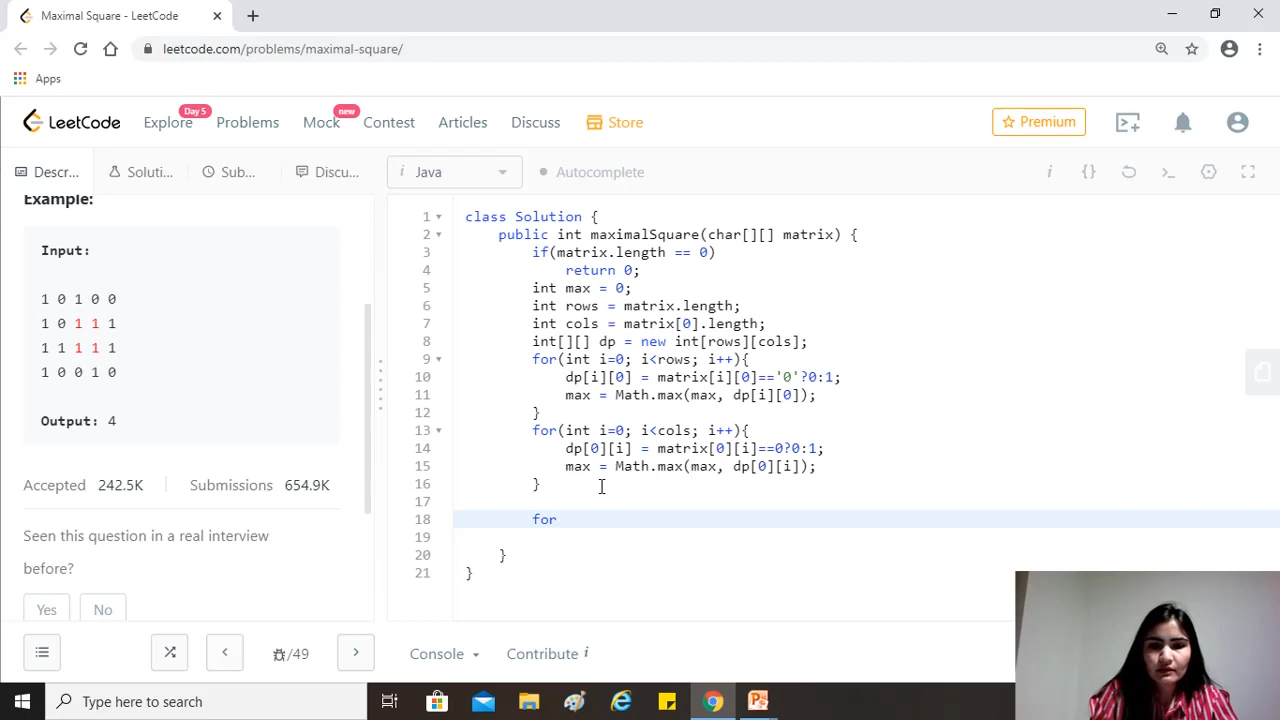 Maximal Square - LeetCode
leetcode.com/problems/maximal-square/
Apps
LeetCode
Explore
Day 5
Problems
Mock
new
Contest
Articles
Discuss
Store
Premium
Descr...
Soluti...
Sub...
Discu...
i Java
Autocomplete
i
{}
Example:
Input:
1 0 1 0 0
1 0 1 1 1
1 1 1 1 1
1 0 0 1 0
Output: 4
Accepted 242.5K
Submissions 654.9K
Seen this question in a real interview
before?
Yes
No
1 class Solution {
2 public int maximalSquare(char[][] matrix) {
3 if(matrix.length == 0)
4 return 0;
5 int max = 0;
6 int rows = matrix.length;
7 int cols = matrix[0].length;
8 int[][] dp = new int[rows][cols];
9 for(int i=0; i<rows; i++){
10 dp[i][0] = matrix[i][0]=='0'?0:1;
11 max = Math.max(max, dp[i][0]);
12 }
13 for(int i=0; i<cols; i++){
14 dp[0][i] = matrix[0][i]==0?0:1;
15 max = Math.max(max, dp[0][i]);
16 }
17
18 for
19
20 }
21 }
/49
Console
Contribute i
Type here to search